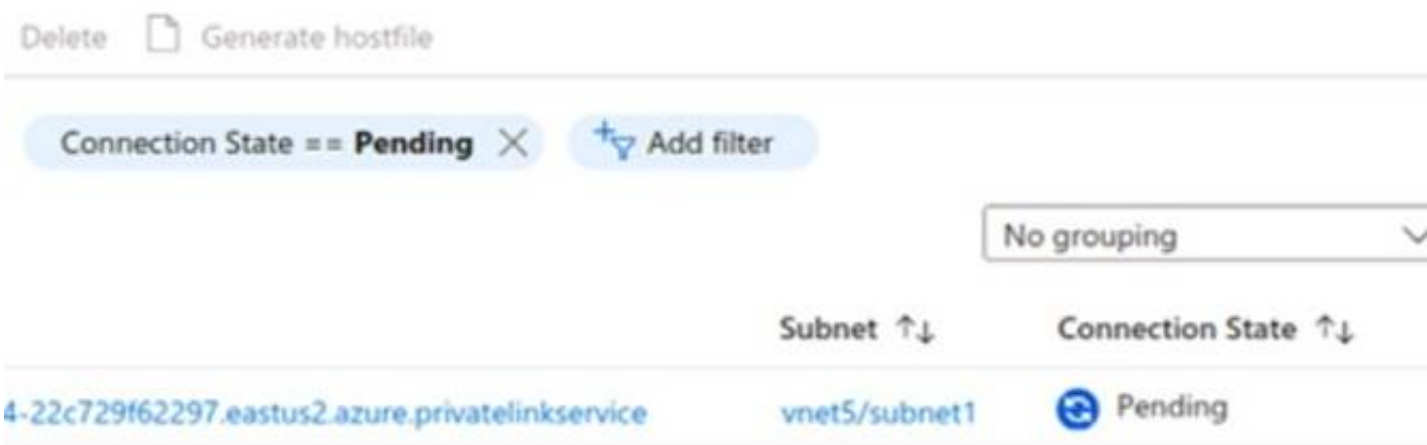 Delete Generate hostfile
Connection State == Pending Add filter
No grouping
Subnet ↑↓ Connection State ↑↓
4-22c729f62297.eastus2.azure.privatelinkservice vnet5/subnet1 Pending